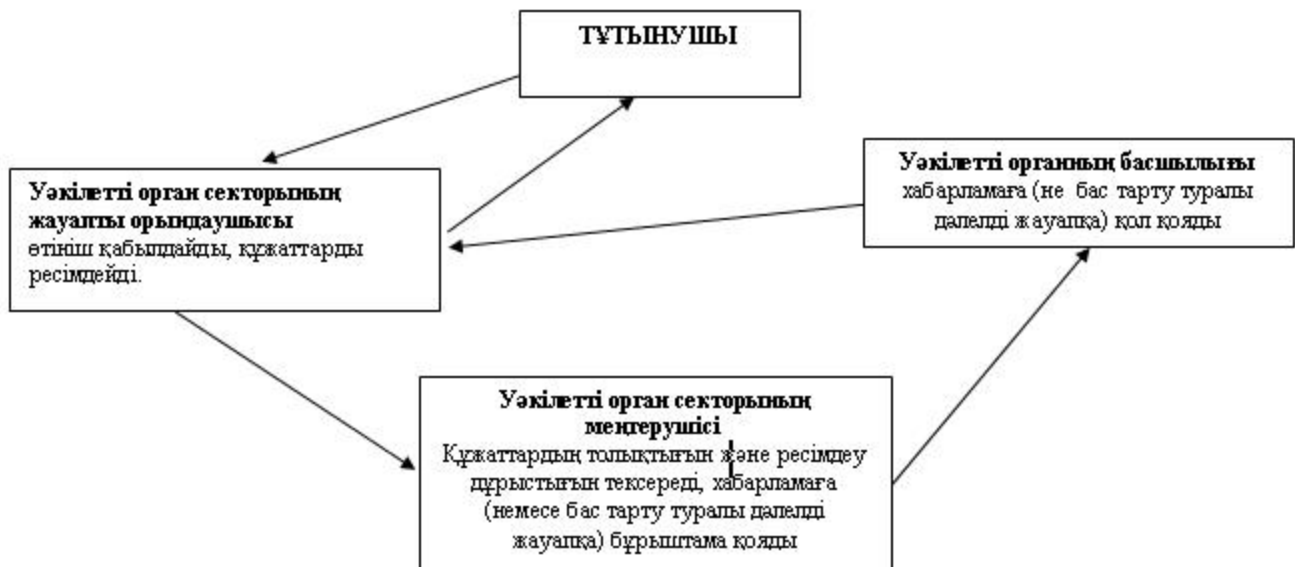 ТҰТЫНУШЫ
Уәкілетті орган секторының
жауапты орындаушысы
өтініш қабылдайды, құжаттарды
ресімдейді.
Уәкілетті органның басшылығы
хабарламаға (не бас тарту туралы
дәлелді жауапқа) қол қояды
Уәкілетті орган секторының
меңгерушісі
Құжаттардың толықтығын және ресімдеу
дұрыстығын тексереді, хабарламаға
(немесе бас тарту туралы дәлелді
жауапқа) бұрыштама қояды